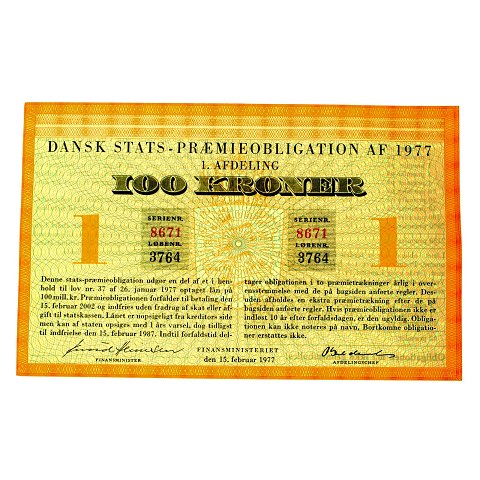 DANSK STATS-PRÆMIEOBLIGATION AF 1977
1. AFDELING
100 KRONER
1 1
SERIENR. SERIENR.
8671 8671
LØBENR. LØBENR.
3764 3764
Denne stats-præmieobligation udgør en del af et i hen-
hold til lov nr. 37 af 26. januar 1977 optaget lån på
100 mill. kr. Præmieobligationen forfalder til betaling den
15. februar 2002 og indfries uden fradrag af skat eller af-
gift til statskassen. Lånet er uopsigeligt fra kreditors side
men kan af staten opsiges med 1 års varsel, dog tidligst
til indfrielse den 15. februar 1987. Indtil forfaldstid del-
tager obligationen i to præmietrækninger årlig i over-
ensstemmelse med de på bagsiden anførte regler. Des-
uden afholdes en ekstra præmietrækning efter de på
bagsiden anførte regler. Hvis præmieobligationen ikke er
indløst 10 år efter forfaldsdagen, er den ugyldig. Obliga-
tionen kan ikke noteres på navn. Bortkomne obligatio-
ner erstattes ikke.
FINANSMINISTERIET
FINANSMINISTER
den 15. februar 1977
AFDELINGSCHEF